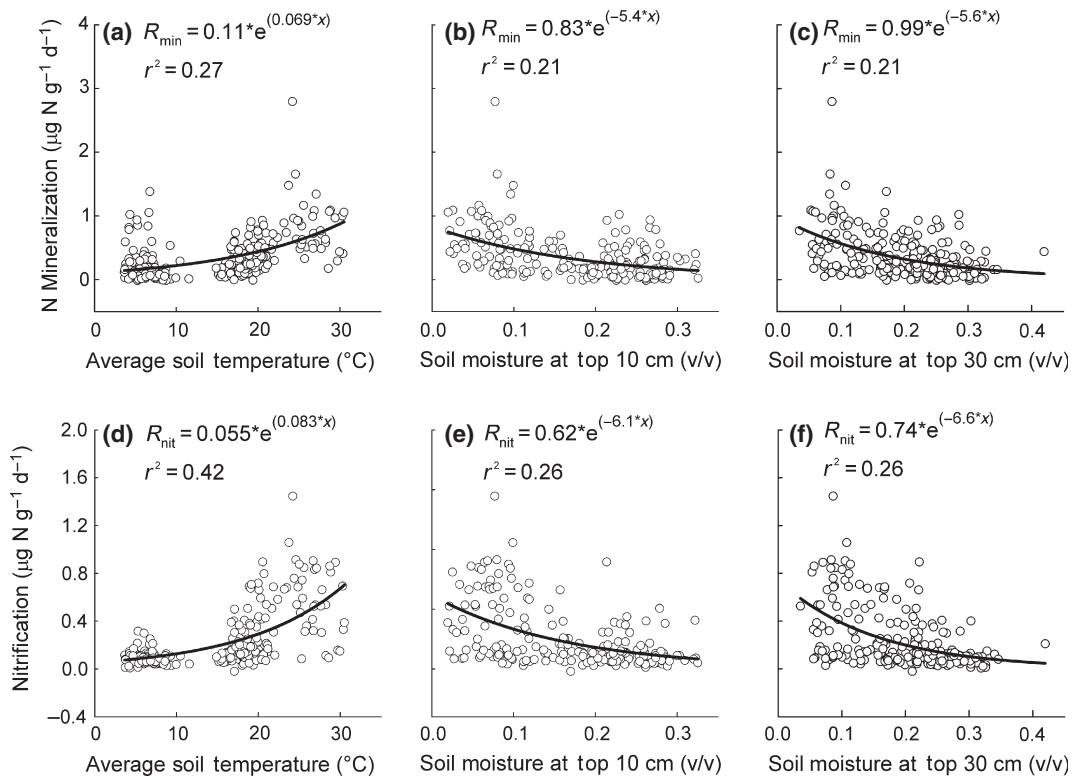 (a) R_min = 0.11*e^(0.069*x)
r² = 0.27
(b) R_min = 0.83*e^(−5.4*x)
r² = 0.21
(c) R_min = 0.99*e^(−5.6*x)
r² = 0.21
N Mineralization (µg N g⁻¹ d⁻¹)
4
3
2
1
0
0 10 20 30
Average soil temperature (°C)
0.0 0.1 0.2 0.3
Soil moisture at top 10 cm (v/v)
0.0 0.1 0.2 0.3 0.4
Soil moisture at top 30 cm (v/v)
(d) R_nit = 0.055*e^(0.083*x)
r² = 0.42
(e) R_nit = 0.62*e^(−6.1*x)
r² = 0.26
(f) R_nit = 0.74*e^(−6.6*x)
r² = 0.26
Nitrification (µg N g⁻¹ d⁻¹)
2.0
1.6
1.2
0.8
0.4
0.0
−0.4
0 10 20 30
Average soil temperature (°C)
0.0 0.1 0.2 0.3
Soil moisture at top 10 cm (v/v)
0.0 0.1 0.2 0.3 0.4
Soil moisture at top 30 cm (v/v)